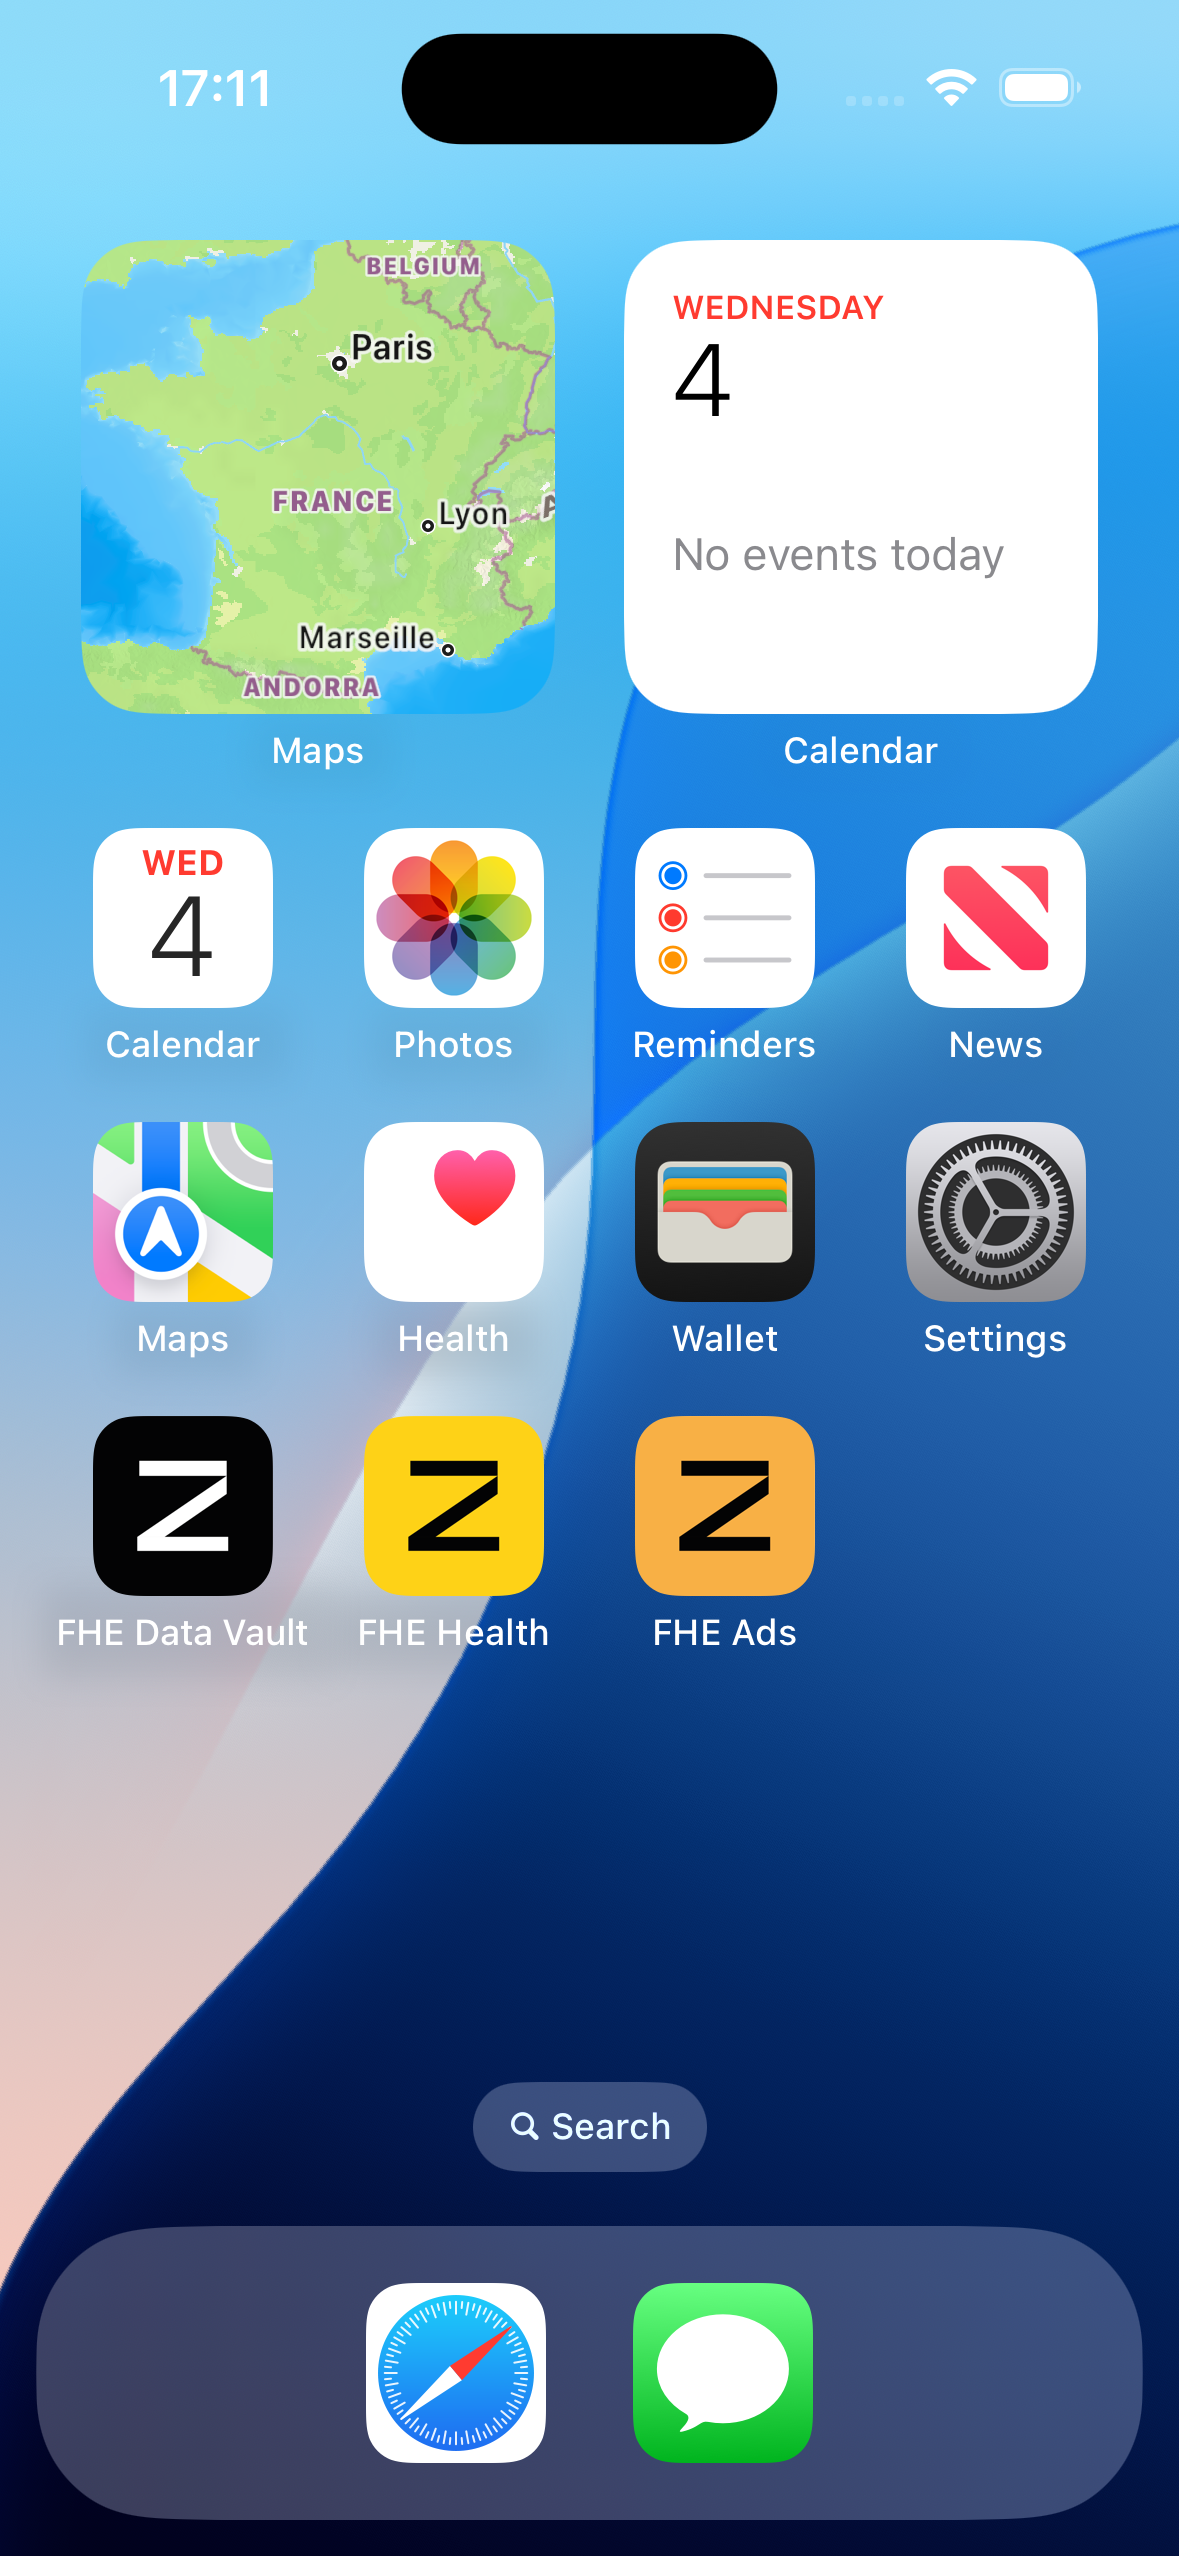 17:11
BELGIUM
Paris
FRANCE
Lyon
Marseille
ANDORRA
Maps
WEDNESDAY
4
No events today
Calendar
WED
4
Calendar
Photos
Reminders
News
Maps
Health
Wallet
Settings
FHE Data Vault
FHE Health
FHE Ads
Search